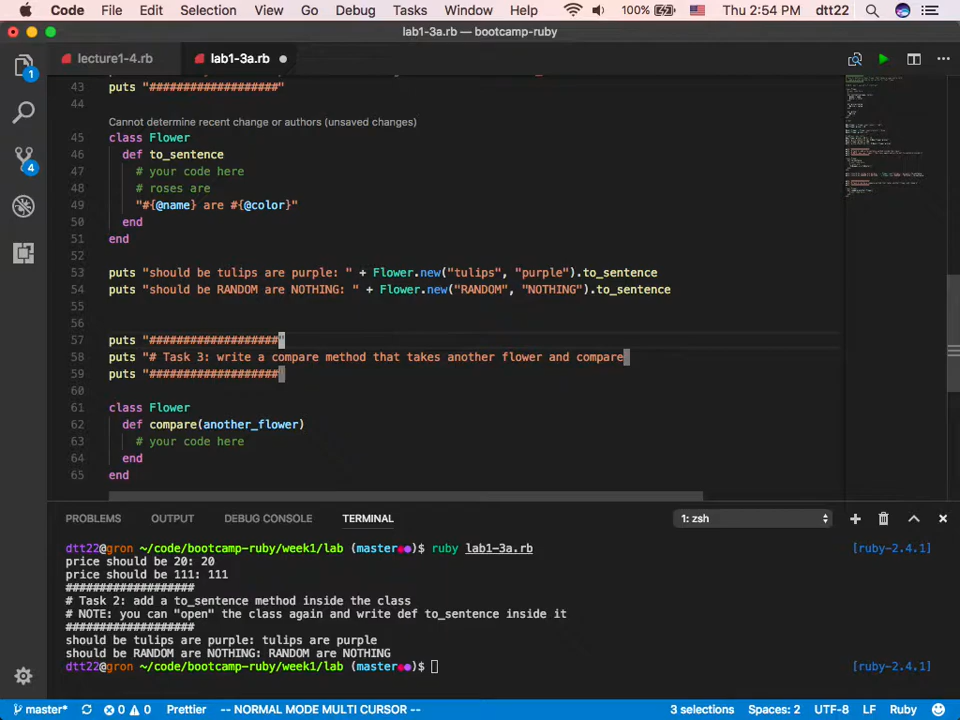 Code File Edit Selection View Go Debug Tasks Window Help 100% Thu 2:54 PM dtt22
lab1-3a.rb — bootcamp-ruby
lecture1-4.rb lab1-3a.rb
43 puts "###################"
44
Cannot determine recent change or authors (unsaved changes)
45 class Flower
46 def to_sentence
47 # your code here
48 # roses are
49 "#{@name} are #{@color}"
50 end
51 end
52
53 puts "should be tulips are purple: " + Flower.new("tulips", "purple").to_sentence
54 puts "should be RANDOM are NOTHING: " + Flower.new("RANDOM", "NOTHING").to_sentence
55
56
57 puts "###################"
58 puts "# Task 3: write a compare method that takes another flower and compare
59 puts "###################"
60
61 class Flower
62 def compare(another_flower)
63 # your code here
64 end
65 end
1
4
PROBLEMS OUTPUT DEBUG CONSOLE TERMINAL 1: zsh
dtt22@gron ~/code/bootcamp-ruby/week1/lab (master●●)$ ruby lab1-3a.rb [ruby-2.4.1]
price should be 20: 20
price should be 111: 111
###################
# Task 2: add a to_sentence method inside the class
# NOTE: you can "open" the class again and write def to_sentence inside it
###################
should be tulips are purple: tulips are purple
should be RANDOM are NOTHING: RANDOM are NOTHING
dtt22@gron ~/code/bootcamp-ruby/week1/lab (master●●)$ [ruby-2.4.1]
master* 0 0 Prettier -- NORMAL MODE MULTI CURSOR -- 3 selections Spaces: 2 UTF-8 LF Ruby